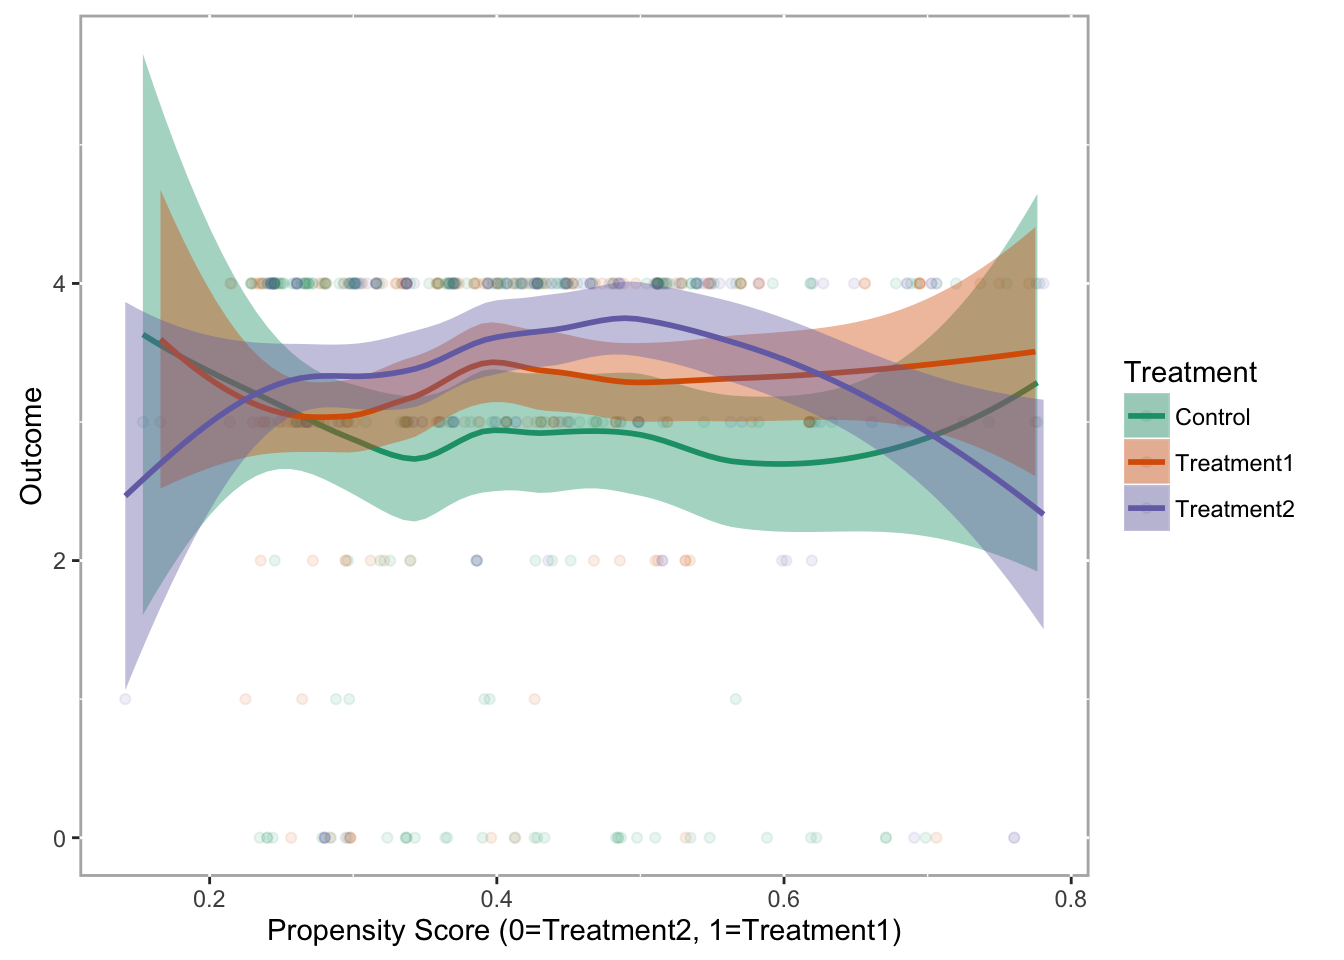 4
2
0
Outcome
0.2
0.4
0.6
0.8
Propensity Score (0=Treatment2, 1=Treatment1)
Treatment
Control
Treatment1
Treatment2